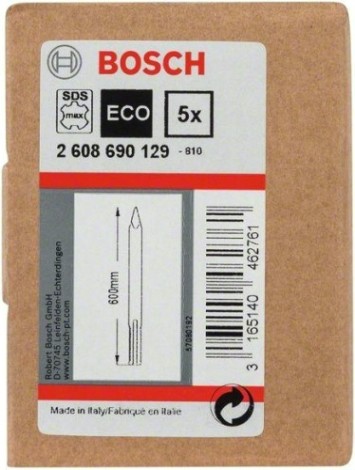 BOSCH
SDS
max
ECO
5x
2 608 690 129 - 810
600mm
57080192
3 165140 462761
Robert Bosch GmbH
D-70745 Leinfelden-Echterdingen
www.bosch-pt.com
Made in Italy/Fabriqué en Italie